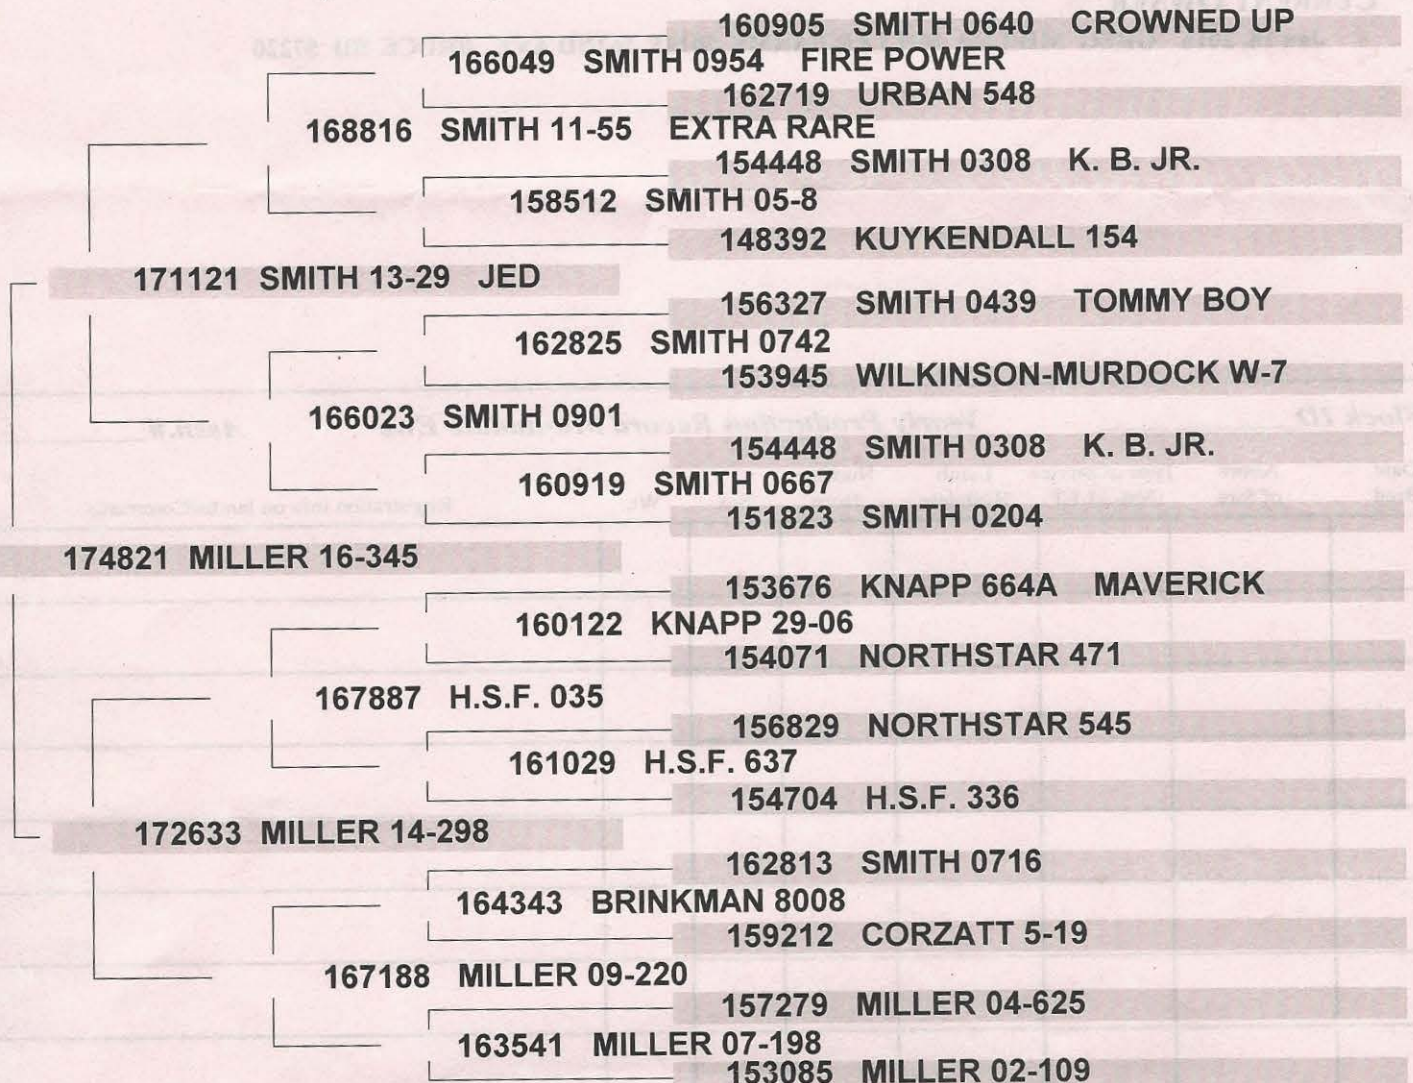 160905 SMITH 0640 CROWNED UP
166049 SMITH 0954 FIRE POWER
162719 URBAN 548
168816 SMITH 11-55 EXTRA RARE
154448 SMITH 0308 K. B. JR.
158512 SMITH 05-8
148392 KUYKENDALL 154
171121 SMITH 13-29 JED
156327 SMITH 0439 TOMMY BOY
162825 SMITH 0742
153945 WILKINSON-MURDOCK W-7
166023 SMITH 0901
154448 SMITH 0308 K. B. JR.
160919 SMITH 0667
151823 SMITH 0204
174821 MILLER 16-345
153676 KNAPP 664A MAVERICK
160122 KNAPP 29-06
154071 NORTHSTAR 471
167887 H.S.F. 035
156829 NORTHSTAR 545
161029 H.S.F. 637
154704 H.S.F. 336
172633 MILLER 14-298
162813 SMITH 0716
164343 BRINKMAN 8008
159212 CORZATT 5-19
167188 MILLER 09-220
157279 MILLER 04-625
163541 MILLER 07-198
153085 MILLER 02-109